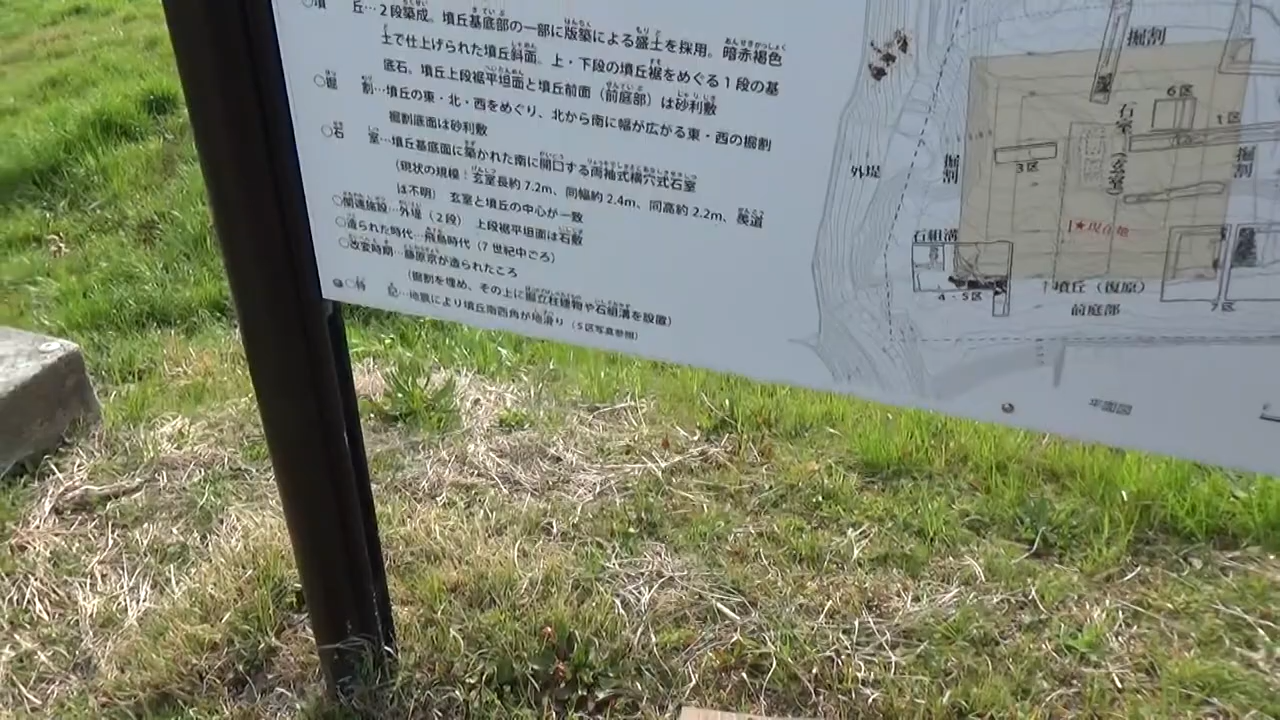 ○墳 丘…2段築成。墳丘基底部の一部に版築による盛土を採用。暗赤褐色
土で仕上げられた墳丘斜面。上・下段の墳丘裾をめぐる1段の基
底石。墳丘上段裾平坦面と墳丘前面(前庭部)は砂利敷
○掘 割…墳丘の東・北・西をめぐり、北から南に幅が広がる東・西の掘割
掘割底面は砂利敷
○石 室…墳丘基底面に築かれた南に開口する両袖式横穴式石室
(現状の規模:玄室長約7.2m、同幅約2.4m、同高約2.2m、羨道
は不明) 玄室と墳丘の中心が一致
○関連施設…外堤(2段) 上段裾平坦面は石敷
○造られた時代…飛鳥時代(7世紀中ごろ)
○改変時期…藤原京が造られたころ
(掘割を埋め、その上に掘立柱建物や石組溝を設置)
○特 記…地震により墳丘南西角が地滑り(5区写真参照)
掘割
6区
1区
石室(玄室)
3区
外堤
掘割
掘割
石組溝
4・5区
墳丘(復原)
前庭部
7区
平面図